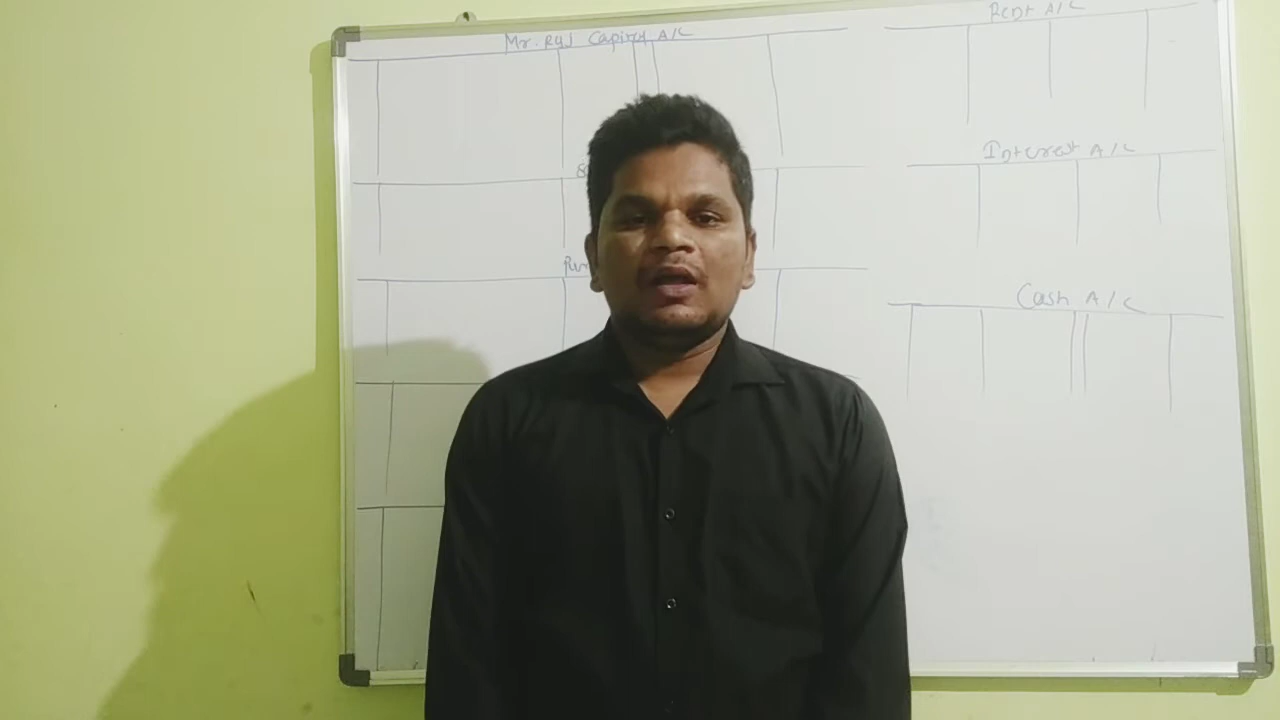 Mr. Raj Capital A/C
Rent A/C
Interest A/C
Cash A/C